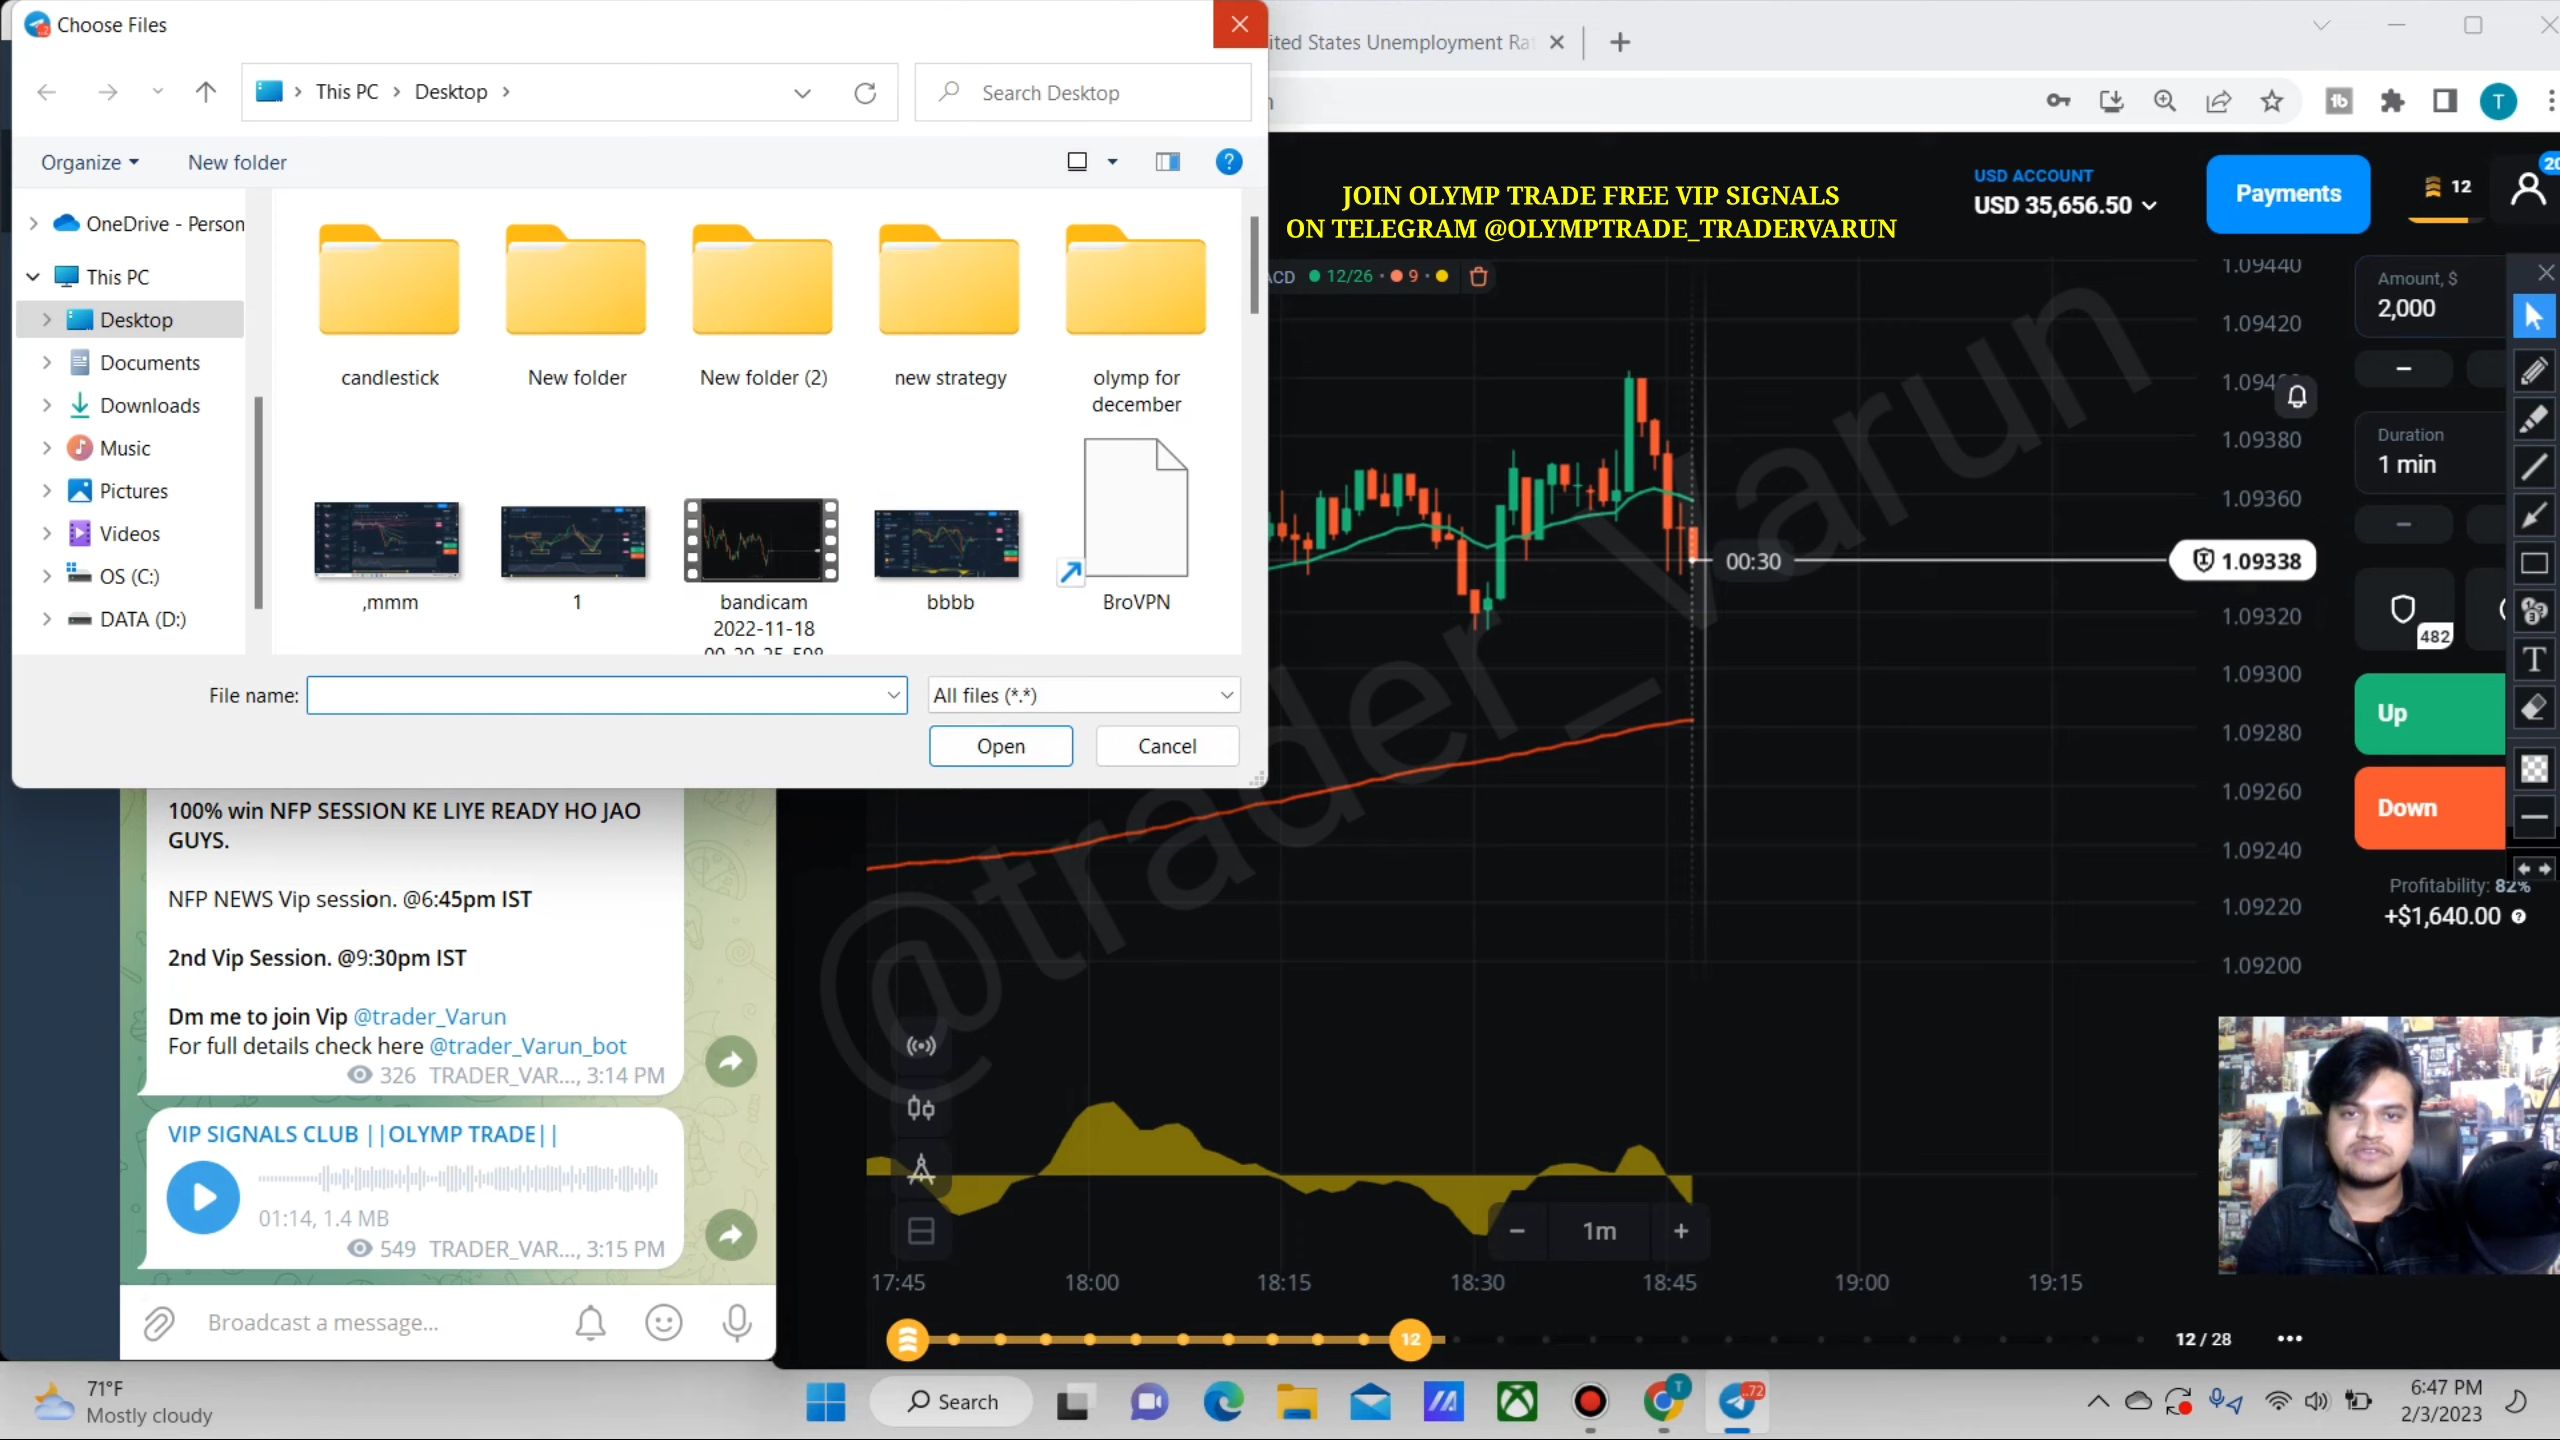 Choose Files
ited States Unemployment Ra
This PC
Desktop
Search Desktop
Organize
New folder
T
OneDrive - Person
This PC
Desktop
Documents
Downloads
Music
Pictures
Videos
OS (C:)
DATA (D:)
candlestick
New folder
New folder (2)
new strategy
olymp for
december
,mmm
1
bandicam
2022-11-18
bbbb
BroVPN
File name:
All files (*.*)
Open
Cancel
JOIN OLYMP TRADE FREE VIP SIGNALS
ON TELEGRAM @OLYMPTRADE_TRADERVARUN
USD ACCOUNT
USD 35,656.50
Payments
12
20
ACD 12/26 • 9 •
1.09440
1.09420
1.09380
1.09360
00:30
1.09338
1.09320
1.09300
1.09280
1.09260
1.09240
1.09220
1.09200
Amount, $
2,000
Duration
1 min
482
Up
Down
Profitability: 82%
+$1,640.00
@trader_Varun
100% win NFP SESSION KE LIYE READY HO JAO
GUYS.
NFP NEWS Vip session. @6:45pm IST
2nd Vip Session. @9:30pm IST
Dm me to join Vip @trader_Varun
For full details check here @trader_Varun_bot
326 TRADER_VAR..., 3:14 PM
VIP SIGNALS CLUB ||OLYMP TRADE||
01:14, 1.4 MB
549 TRADER_VAR..., 3:15 PM
Broadcast a message...
1m
17:45
18:00
18:15
18:30
18:45
19:00
19:15
12
12 / 28
71°F
Mostly cloudy
Search
T
..72
6:47 PM
2/3/2023